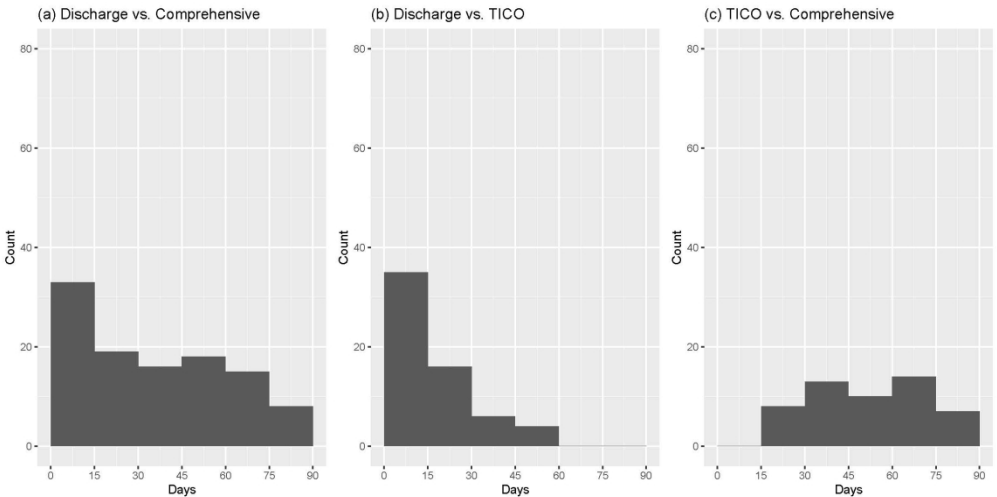 (a) Discharge vs. Comprehensive
80
60
40
20
0
Count
0 15 30 45 60 75 90
Days
(b) Discharge vs. TICO
80
60
40
20
0
Count
0 15 30 45 60 75 90
Days
(c) TICO vs. Comprehensive
80
60
40
20
0
Count
0 15 30 45 60 75 90
Days